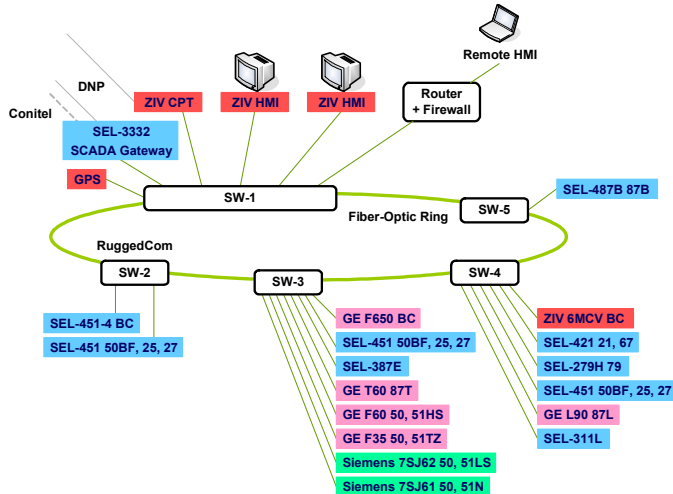 Remote HMI
DNP
Conitel
ZIV CPT
ZIV HMI
ZIV HMI
Router
+ Firewall
SEL-3332
SCADA Gateway
GPS
SW-1
Fiber-Optic Ring
SW-5
SEL-487B 87B
RuggedCom
SW-2
SW-3
SW-4
SEL-451-4 BC
SEL-451 50BF, 25, 27
GE F650 BC
SEL-451 50BF, 25, 27
SEL-387E
GE T60 87T
GE F60 50, 51HS
GE F35 50, 51TZ
Siemens 7SJ62 50, 51LS
Siemens 7SJ61 50, 51N
ZIV 6MCV BC
SEL-421 21, 67
SEL-279H 79
SEL-451 50BF, 25, 27
GE L90 87L
SEL-311L